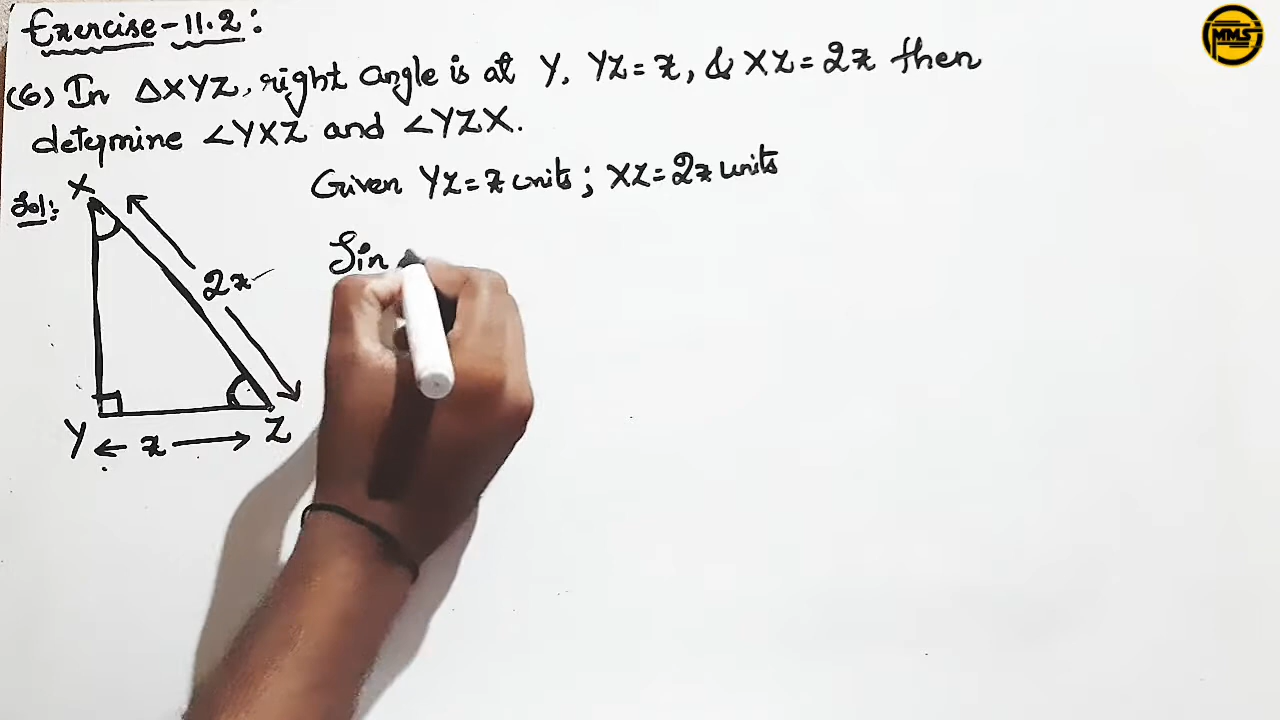 Exercise-11.2:
(6) In ΔXYZ, right angle is at Y, YZ = x, & XZ = 2x then
determine ∠YXZ and ∠YZX.
Given YZ = x units ; XZ = 2x units
Sol:
X
2x
Y
x
Z
Sin
MMS